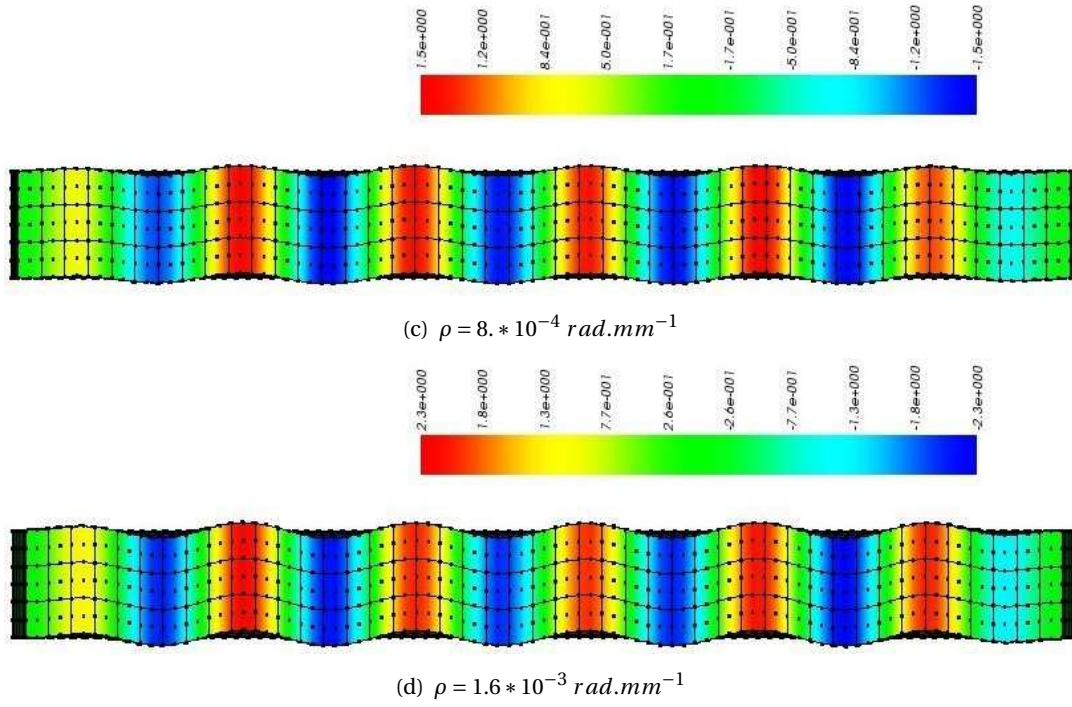 1.5e+000
1.2e+000
8.4e-001
5.0e-001
1.7e-001
-1.7e-001
-5.0e-001
-8.4e-001
-1.2e+000
-1.5e+000
(c) ρ = 8. * 10⁻⁴ rad.mm⁻¹
2.3e+000
1.8e+000
1.3e+000
7.7e-001
2.6e-001
-2.6e-001
-7.7e-001
-1.3e+000
-1.8e+000
-2.3e+000
(d) ρ = 1.6 * 10⁻³ rad.mm⁻¹